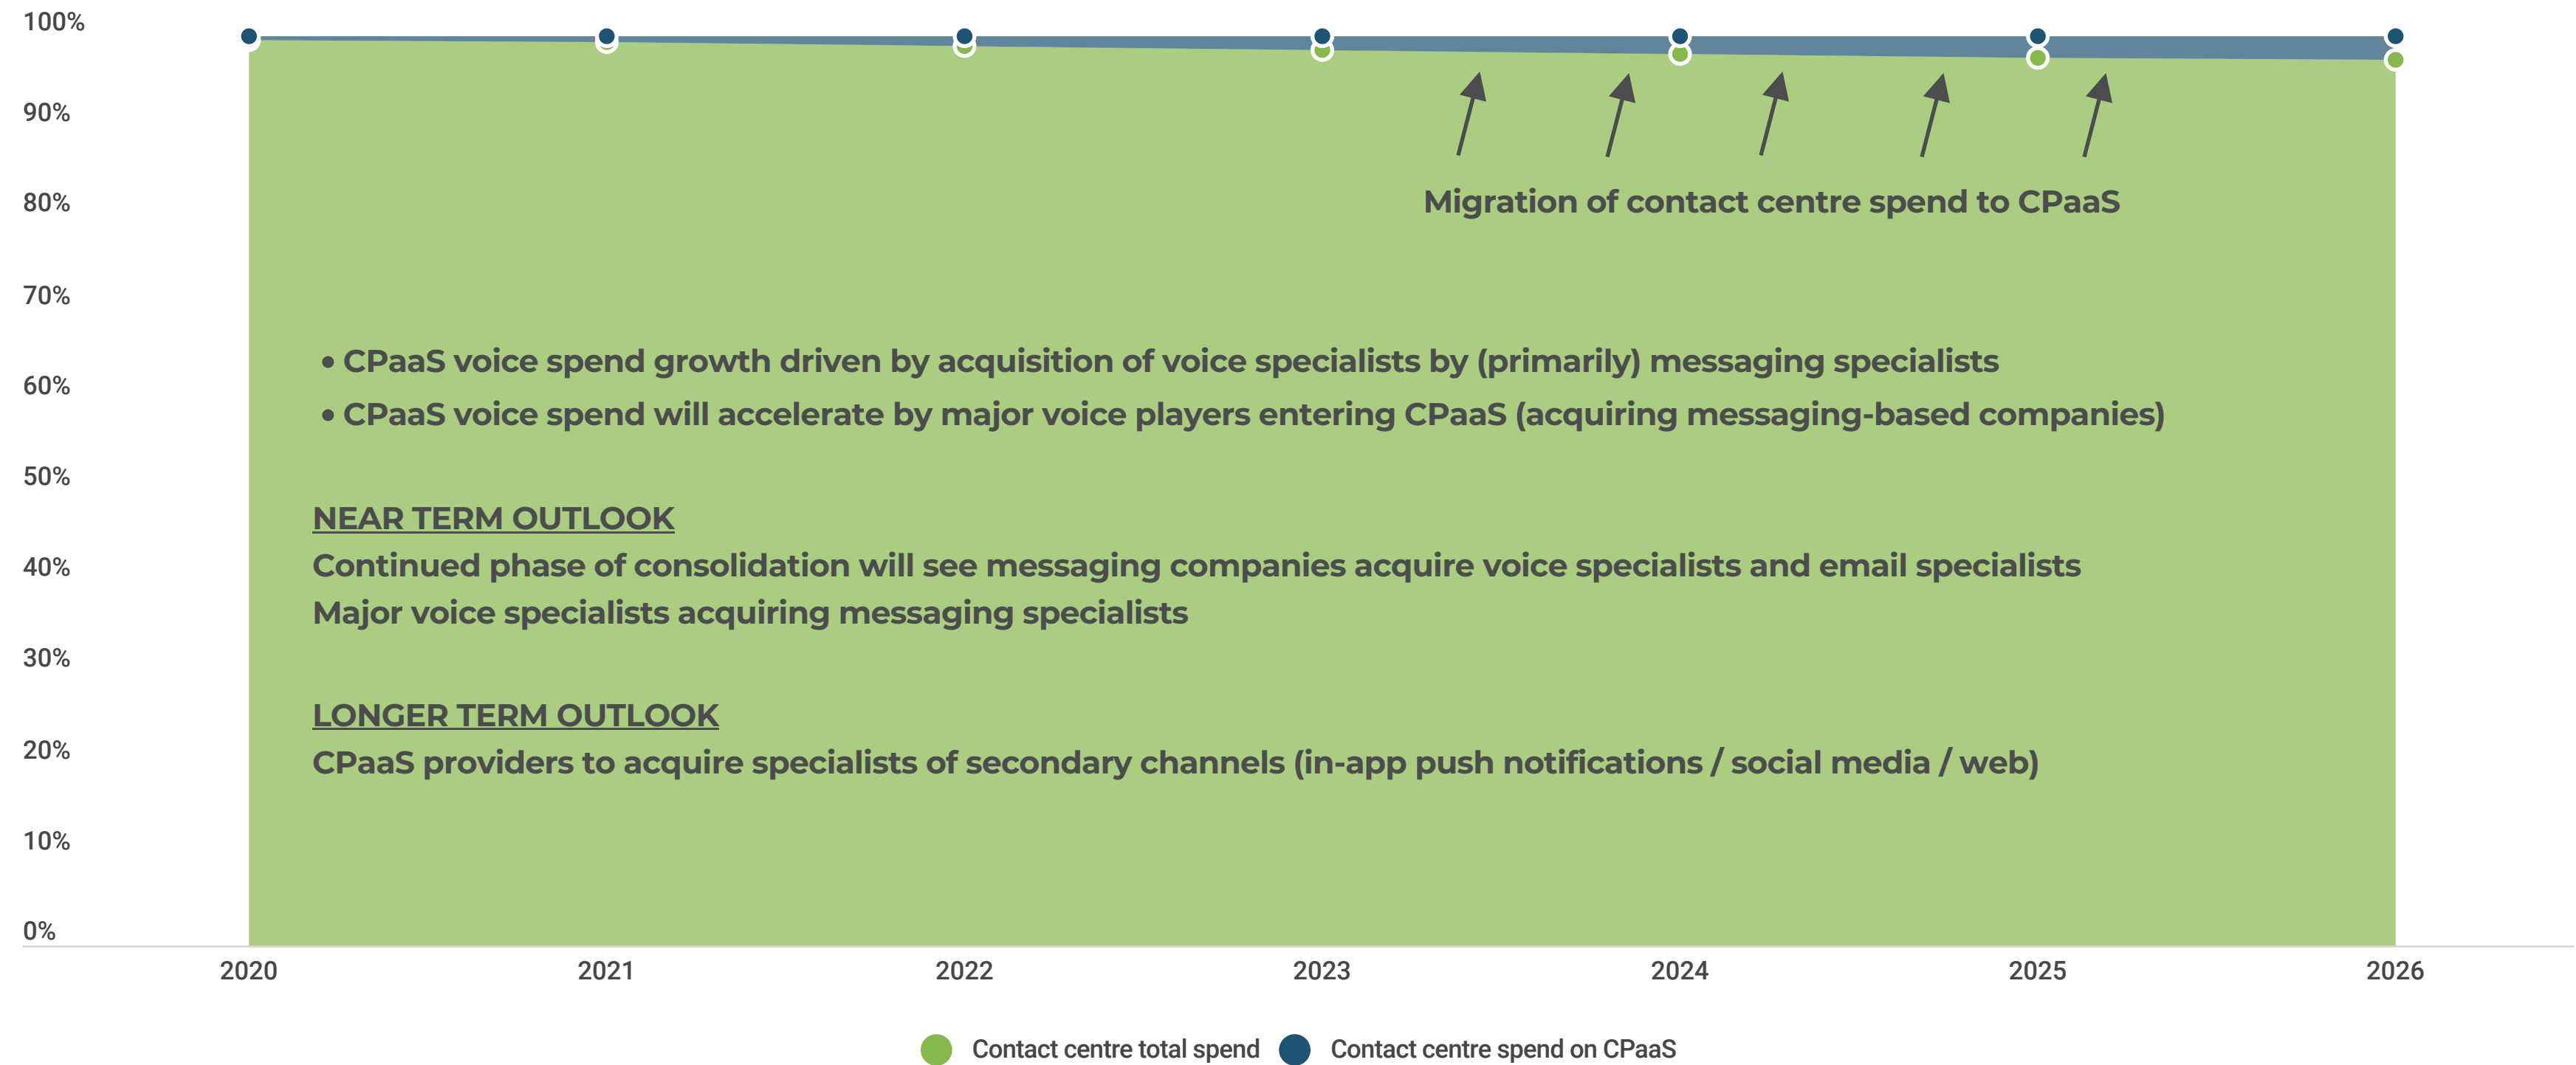 100%
90%
80%
70%
60%
50%
40%
30%
20%
10%
0%
Migration of contact centre spend to CPaaS
• CPaaS voice spend growth driven by acquisition of voice specialists by (primarily) messaging specialists
• CPaaS voice spend will accelerate by major voice players entering CPaaS (acquiring messaging-based companies)
NEAR TERM OUTLOOK
Continued phase of consolidation will see messaging companies acquire voice specialists and email specialists
Major voice specialists acquiring messaging specialists
LONGER TERM OUTLOOK
CPaaS providers to acquire specialists of secondary channels (in-app push notifications / social media / web)
2020 2021 2022 2023 2024 2025 2026
Contact centre total spend Contact centre spend on CPaaS